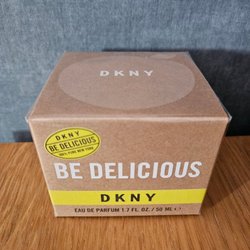 DKNY
DKNY
BE DELICIOUS
100% PURE NEW YORK
BE DELICIOUS
DKNY
EAU DE PARFUM 1.7 FL. OZ. / 50 ML ℮